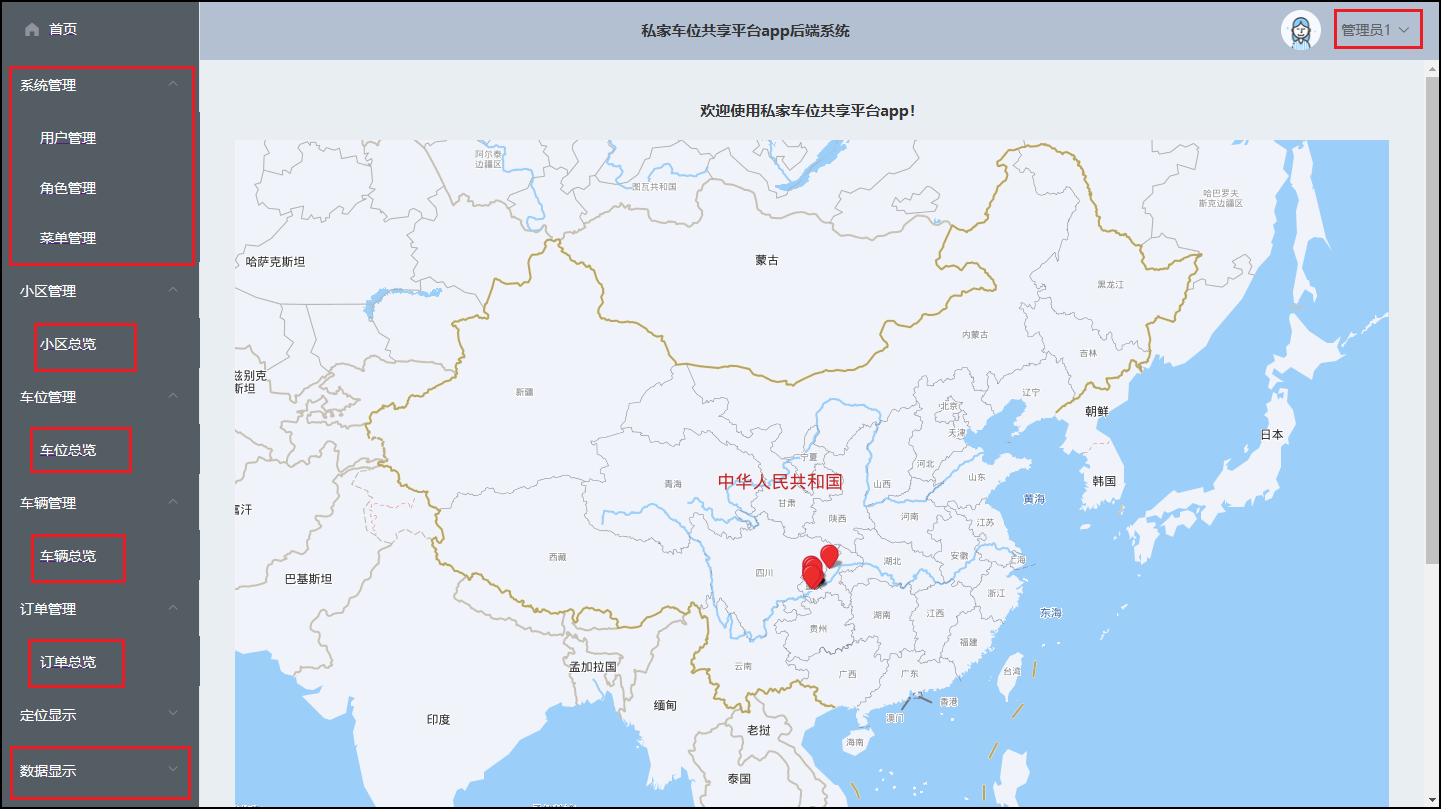 首页
私家车位共享平台app后端系统
管理员1
系统管理
用户管理
角色管理
菜单管理
小区管理
小区总览
车位管理
车位总览
车辆管理
车辆总览
订单管理
订单总览
定位显示
数据显示
欢迎使用私家车位共享平台app!
阿尔泰
边疆区
图瓦共和国
哈巴罗夫
斯克边疆区
哈萨克斯坦
蒙古
黑龙江
内蒙古
吉林
兹别克
斯坦
新疆
辽宁
北京
朝鲜
天津
日本
宁夏
河北
中华人民共和国
青海
山西
山东
韩国
黄海
甘肃
富汗
陕西
河南
江苏
西藏
湖北
安徽
上海
四川
巴基斯坦
浙江
湖南
江西
东海
贵州
福建
孟加拉国
云南
广西
广东
台湾
缅甸
香港
澳门
印度
老挝
海南
泰国